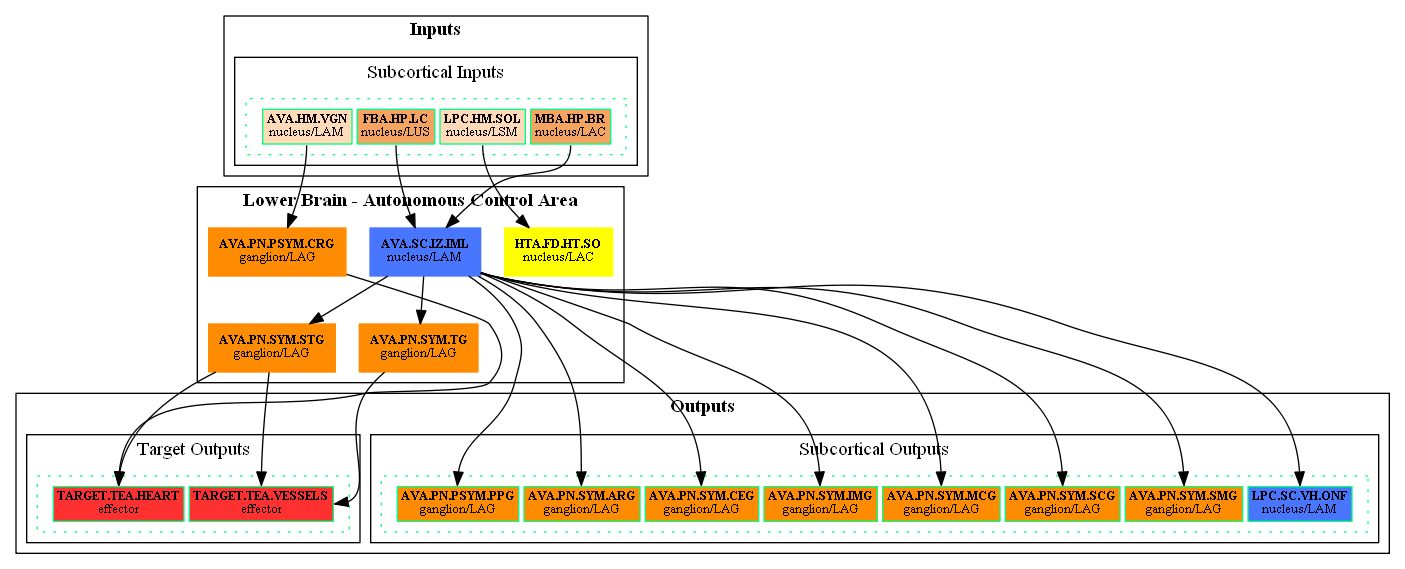 Inputs
Subcortical Inputs
AVA.HM.VGN
nucleus/LAM
FBA.HP.LC
nucleus/LUS
LPC.HM.SOL
nucleus/LSM
MBA.HP.BR
nucleus/LAC
Lower Brain - Autonomous Control Area
AVA.PN.PSYM.CRG
ganglion/LAG
AVA.SC.IZ.IML
nucleus/LAM
HTA.FD.HT.SO
nucleus/LAC
AVA.PN.SYM.STG
ganglion/LAG
AVA.PN.SYM.TG
ganglion/LAG
Outputs
Target Outputs
TARGET.TEA.HEART
effector
TARGET.TEA.VESSELS
effector
Subcortical Outputs
AVA.PN.PSYM.PPG
ganglion/LAG
AVA.PN.SYM.ARG
ganglion/LAG
AVA.PN.SYM.CEG
ganglion/LAG
AVA.PN.SYM.IMG
ganglion/LAG
AVA.PN.SYM.MCG
ganglion/LAG
AVA.PN.SYM.SCG
ganglion/LAG
AVA.PN.SYM.SMG
ganglion/LAG
LPC.SC.VH.ONF
nucleus/LAM